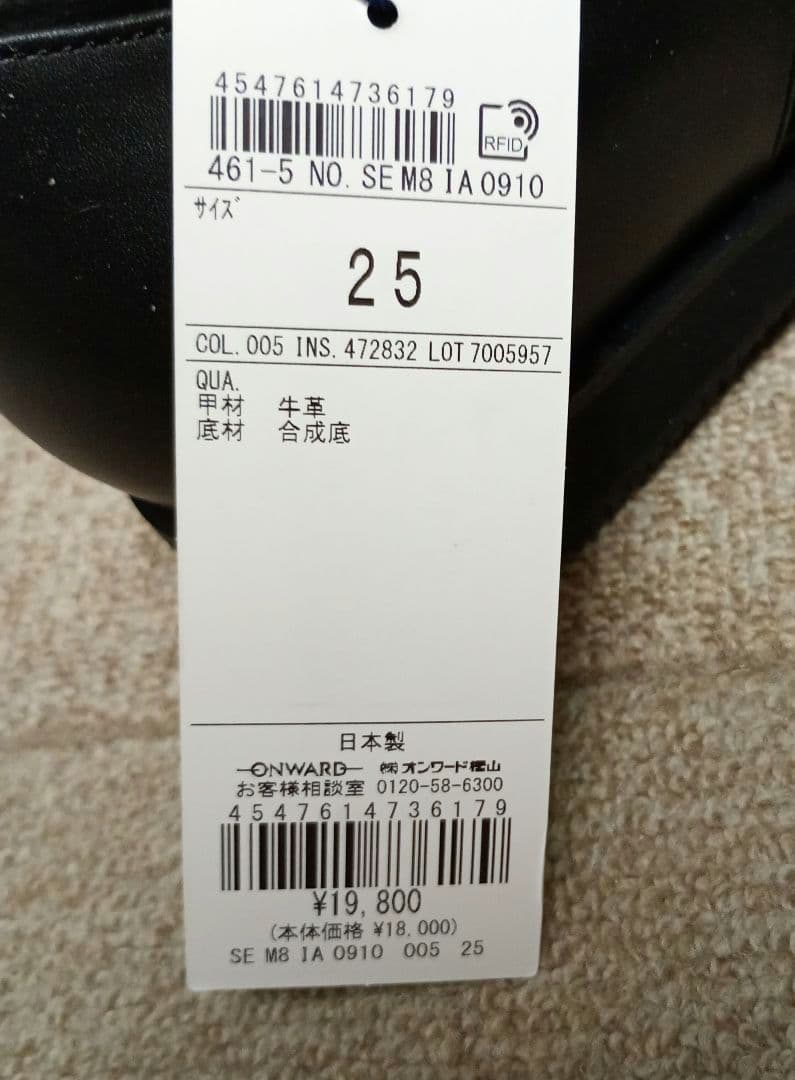 4547614736179
RFID
461-5 NO. SE M8 IA 0910
サイズ
25
COL. 005 INS. 472832 LOT 7005957
QUA.
甲材 牛革
底材 合成底
日本製
ONWARD ㈱オンワード樫山
お客様相談室 0120-58-6300
4547614736179
¥19,800
(本体価格 ¥18,000)
SE M8 IA 0910 005 25